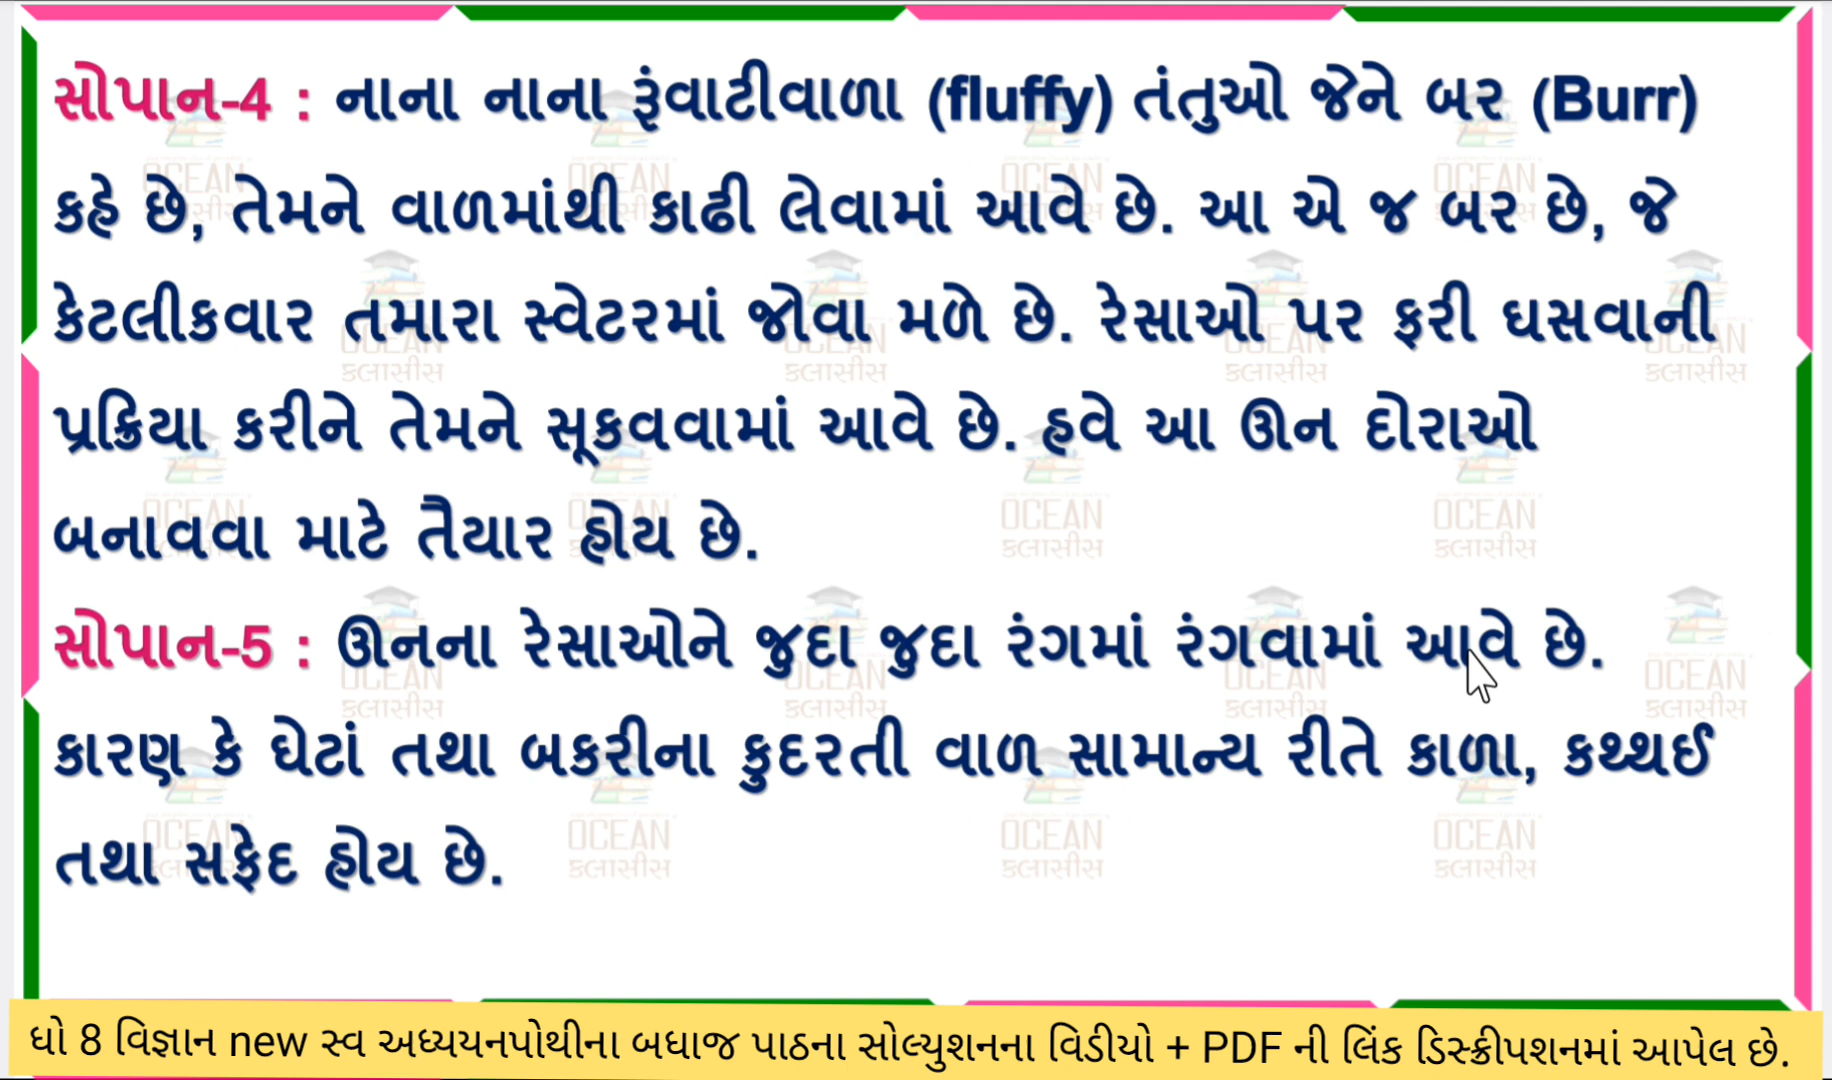 સોપાન-4 : નાના નાના રૂંવાટીવાળા (fluffy) તંતુઓ જેને બર (Burr)
કહે છે, તેમને વાળમાંથી કાઢી લેવામાં આવે છે. આ એ જ બર છે, જે
કેટલીકવાર તમારા સ્વેટરમાં જોવા મળે છે. રેસાઓ પર ફરી ઘસવાની
પ્રક્રિયા કરીને તેમને સૂકવવામાં આવે છે. હવે આ ઊન દોરાઓ
બનાવવા માટે તૈયાર હોય છે.
સોપાન-5 : ઊનના રેસાઓને જુદા જુદા રંગમાં રંગવામાં આવે છે.
કારણ કે ઘેટાં તથા બકરીના કુદરતી વાળ સામાન્ય રીતે કાળા, કથ્થઈ
તથા સફેદ હોય છે.
ધો 8 વિજ્ઞાન new સ્વ અધ્યયનપોથીના બધાજ પાઠના સોલ્યુશનના વિડીયો + PDF ની લિંક ડિસ્ક્રીપશનમાં આપેલ છે.
OCEAN
ક્લાસીસ